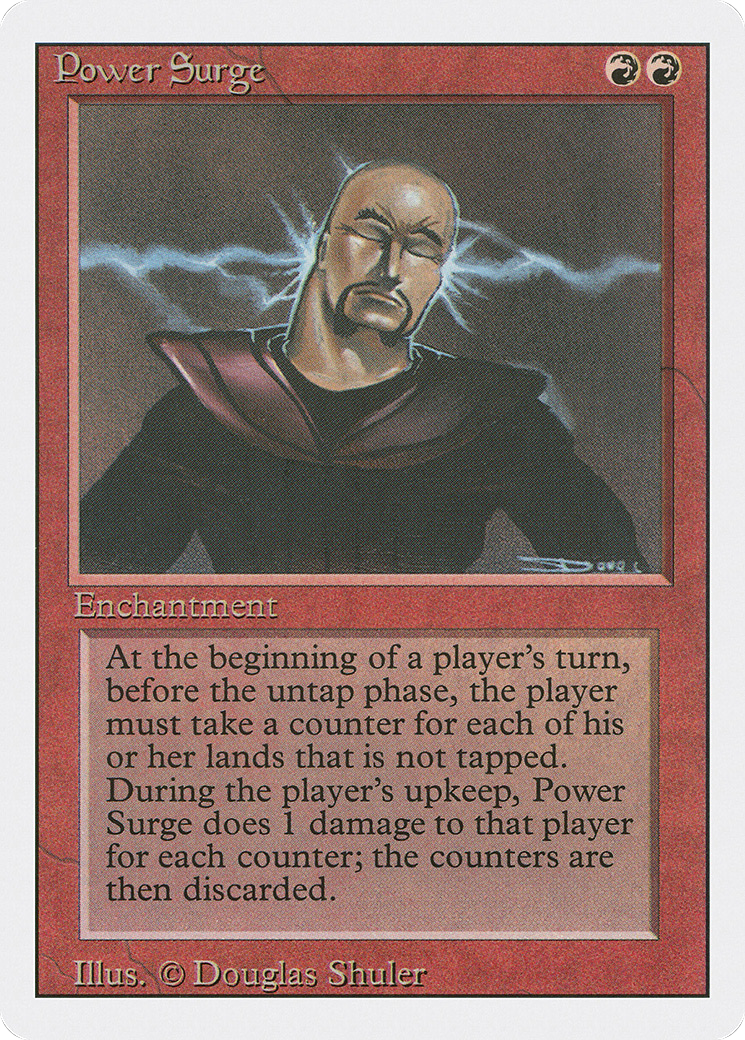 Power Surge
Enchantment
At the beginning of a player's turn,
before the untap phase, the player
must take a counter for each of his
or her lands that is not tapped.
During the player's upkeep, Power
Surge does 1 damage to that player
for each counter; the counters are
then discarded.
Illus. © Douglas Shuler